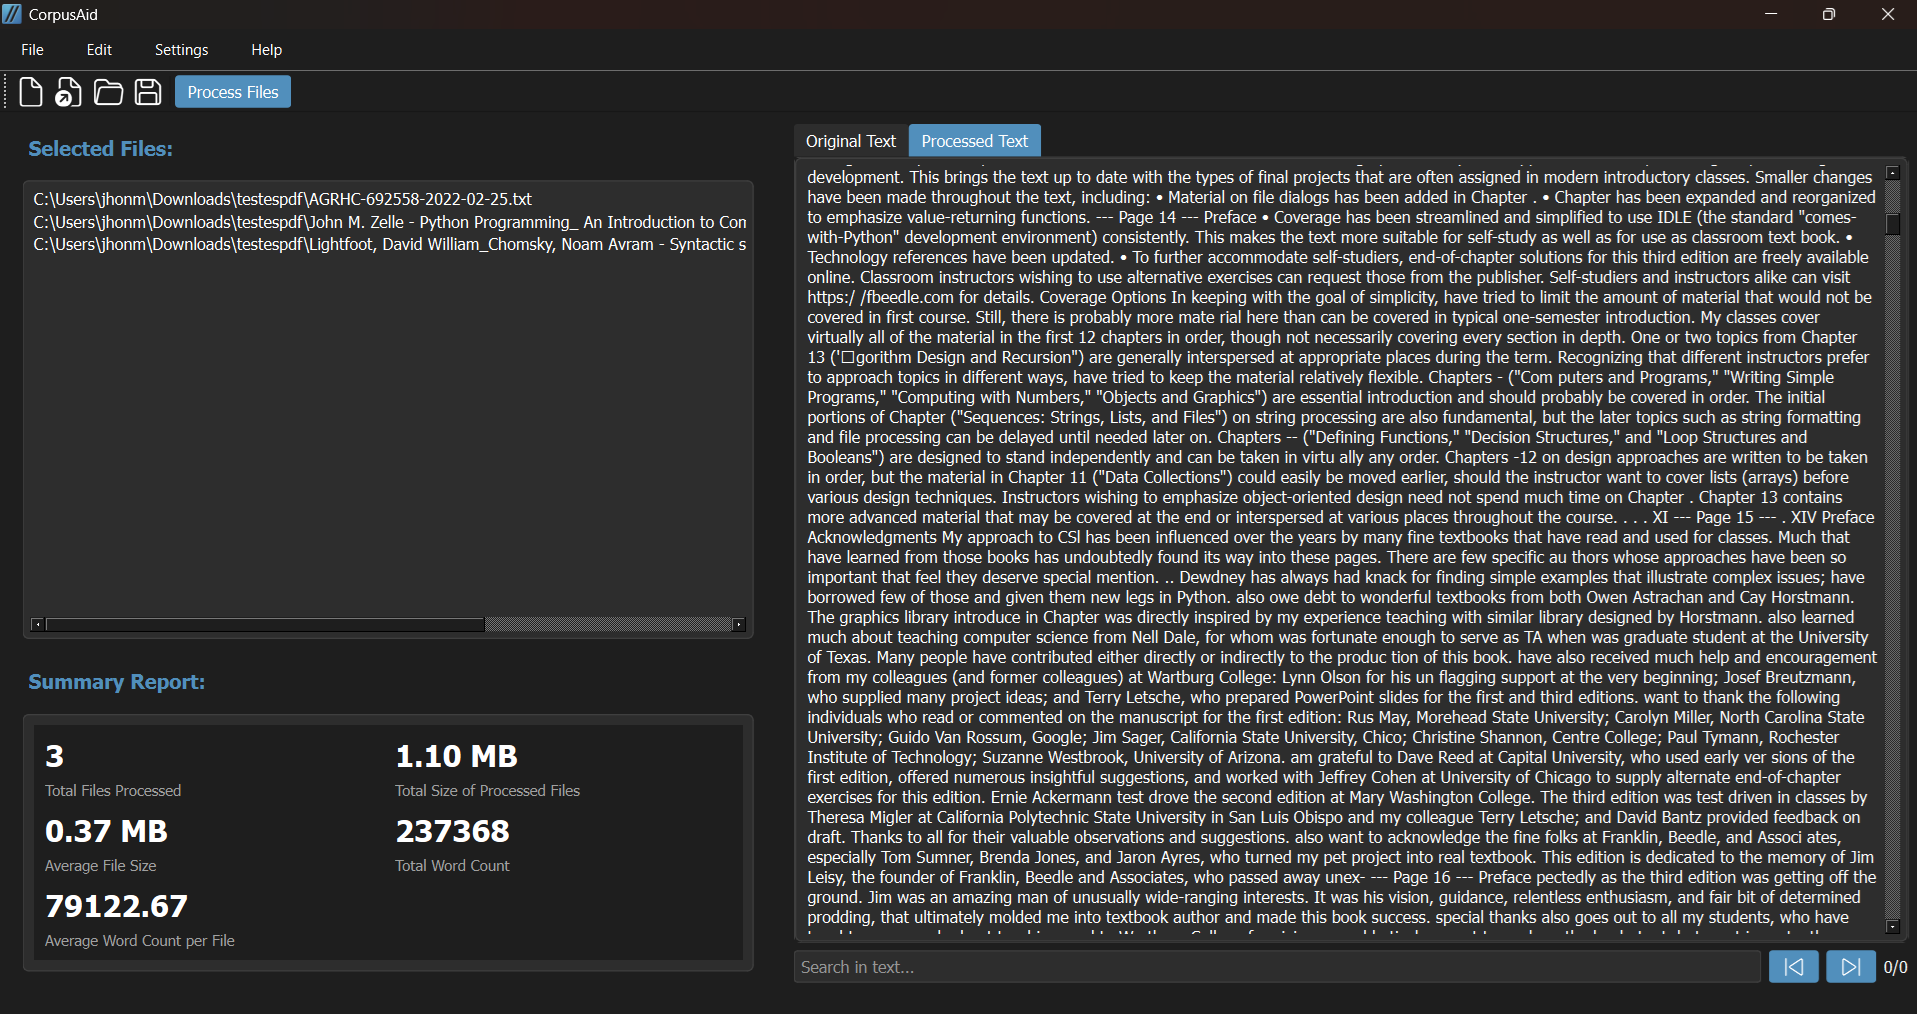 CorpusAid
File
Edit
Settings
Help
Process Files
Selected Files:
C:\Users\jhonm\Downloads\testespdf\AGRHC-692558-2022-02-25.txt
C:\Users\jhonm\Downloads\testespdf\John M. Zelle - Python Programming_ An Introduction to Com
C:\Users\jhonm\Downloads\testespdf\Lightfoot, David William_Chomsky, Noam Avram - Syntactic s
Summary Report:
3
Total Files Processed
1.10 MB
Total Size of Processed Files
0.37 MB
Average File Size
237368
Total Word Count
79122.67
Average Word Count per File
Original Text
Processed Text
development. This brings the text up to date with the types of final projects that are often assigned in modern introductory classes. Smaller changes
have been made throughout the text, including: • Material on file dialogs has been added in Chapter . • Chapter has been expanded and reorganized
to emphasize value-returning functions. --- Page 14 --- Preface • Coverage has been streamlined and simplified to use IDLE (the standard "comes-
with-Python" development environment) consistently. This makes the text more suitable for self-study as well as for use as classroom text book. •
Technology references have been updated. • To further accommodate self-studiers, end-of-chapter solutions for this third edition are freely available
online. Classroom instructors wishing to use alternative exercises can request those from the publisher. Self-studiers and instructors alike can visit
https:/ /fbeedle.com for details. Coverage Options In keeping with the goal of simplicity, have tried to limit the amount of material that would not be
covered in first course. Still, there is probably more mate rial here than can be covered in typical one-semester introduction. My classes cover
virtually all of the material in the first 12 chapters in order, though not necessarily covering every section in depth. One or two topics from Chapter
13 ('□gorithm Design and Recursion") are generally interspersed at appropriate places during the term. Recognizing that different instructors prefer
to approach topics in different ways, have tried to keep the material relatively flexible. Chapters - ("Com puters and Programs," "Writing Simple
Programs," "Computing with Numbers," "Objects and Graphics") are essential introduction and should probably be covered in order. The initial
portions of Chapter ("Sequences: Strings, Lists, and Files") on string processing are also fundamental, but the later topics such as string formatting
and file processing can be delayed until needed later on. Chapters -- ("Defining Functions," "Decision Structures," and "Loop Structures and
Booleans") are designed to stand independently and can be taken in virtu ally any order. Chapters -12 on design approaches are written to be taken
in order, but the material in Chapter 11 ("Data Collections") could easily be moved earlier, should the instructor want to cover lists (arrays) before
various design techniques. Instructors wishing to emphasize object-oriented design need not spend much time on Chapter . Chapter 13 contains
more advanced material that may be covered at the end or interspersed at various places throughout the course. . . . XI --- Page 15 --- . XIV Preface
Acknowledgments My approach to CSl has been influenced over the years by many fine textbooks that have read and used for classes. Much that
have learned from those books has undoubtedly found its way into these pages. There are few specific au thors whose approaches have been so
important that feel they deserve special mention. .. Dewdney has always had knack for finding simple examples that illustrate complex issues; have
borrowed few of those and given them new legs in Python. also owe debt to wonderful textbooks from both Owen Astrachan and Cay Horstmann.
The graphics library introduce in Chapter was directly inspired by my experience teaching with similar library designed by Horstmann. also learned
much about teaching computer science from Nell Dale, for whom was fortunate enough to serve as TA when was graduate student at the University
of Texas. Many people have contributed either directly or indirectly to the produc tion of this book. have also received much help and encouragement
from my colleagues (and former colleagues) at Wartburg College: Lynn Olson for his un flagging support at the very beginning; Josef Breutzmann,
who supplied many project ideas; and Terry Letsche, who prepared PowerPoint slides for the first and third editions. want to thank the following
individuals who read or commented on the manuscript for the first edition: Rus May, Morehead State University; Carolyn Miller, North Carolina State
University; Guido Van Rossum, Google; Jim Sager, California State University, Chico; Christine Shannon, Centre College; Paul Tymann, Rochester
Institute of Technology; Suzanne Westbrook, University of Arizona. am grateful to Dave Reed at Capital University, who used early ver sions of the
first edition, offered numerous insightful suggestions, and worked with Jeffrey Cohen at University of Chicago to supply alternate end-of-chapter
exercises for this edition. Ernie Ackermann test drove the second edition at Mary Washington College. The third edition was test driven in classes by
Theresa Migler at California Polytechnic State University in San Luis Obispo and my colleague Terry Letsche; and David Bantz provided feedback on
draft. Thanks to all for their valuable observations and suggestions. also want to acknowledge the fine folks at Franklin, Beedle, and Associ ates,
especially Tom Sumner, Brenda Jones, and Jaron Ayres, who turned my pet project into real textbook. This edition is dedicated to the memory of Jim
Leisy, the founder of Franklin, Beedle and Associates, who passed away unex- --- Page 16 --- Preface pectedly as the third edition was getting off the
ground. Jim was an amazing man of unusually wide-ranging interests. It was his vision, guidance, relentless enthusiasm, and fair bit of determined
prodding, that ultimately molded me into textbook author and made this book success. special thanks also goes out to all my students, who have
Search in text...
0/0